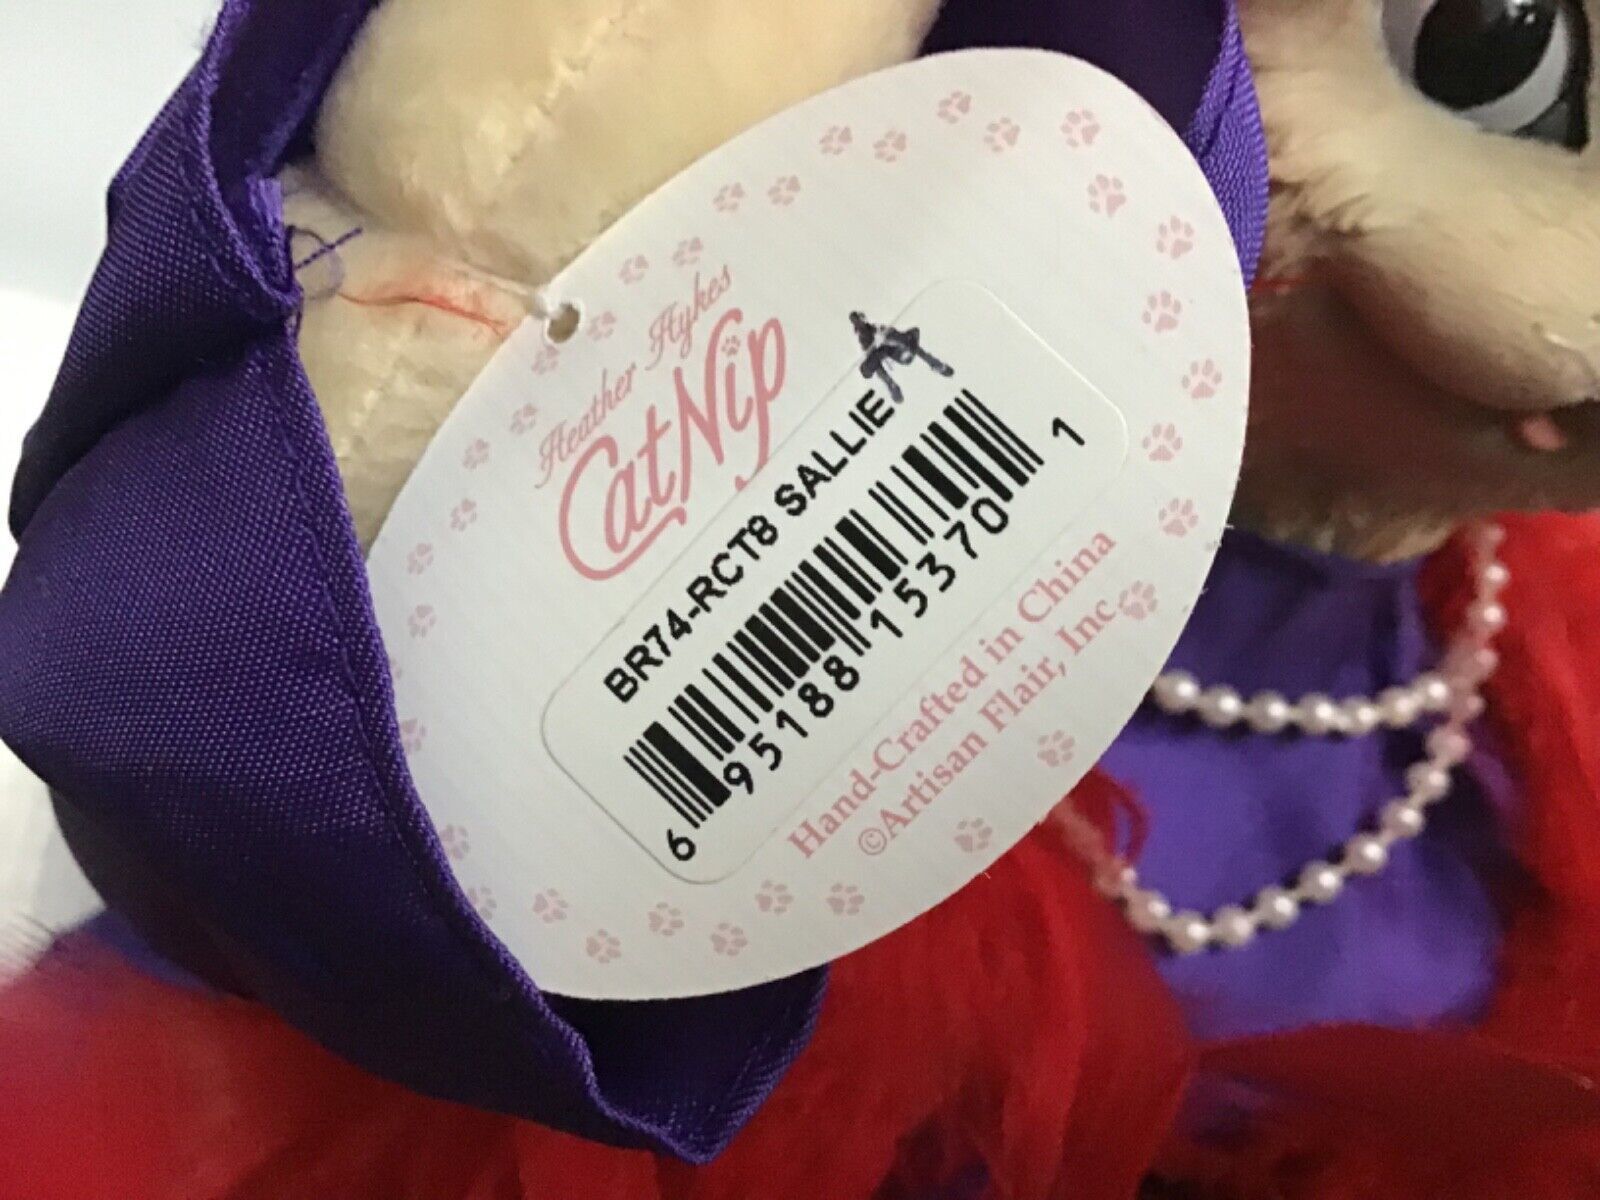 Heather Hykes
CatNip
BR74-RCT8 SALLIE A
6 95188 15370 1
Hand-Crafted in China
©Artisan Flair, Inc.